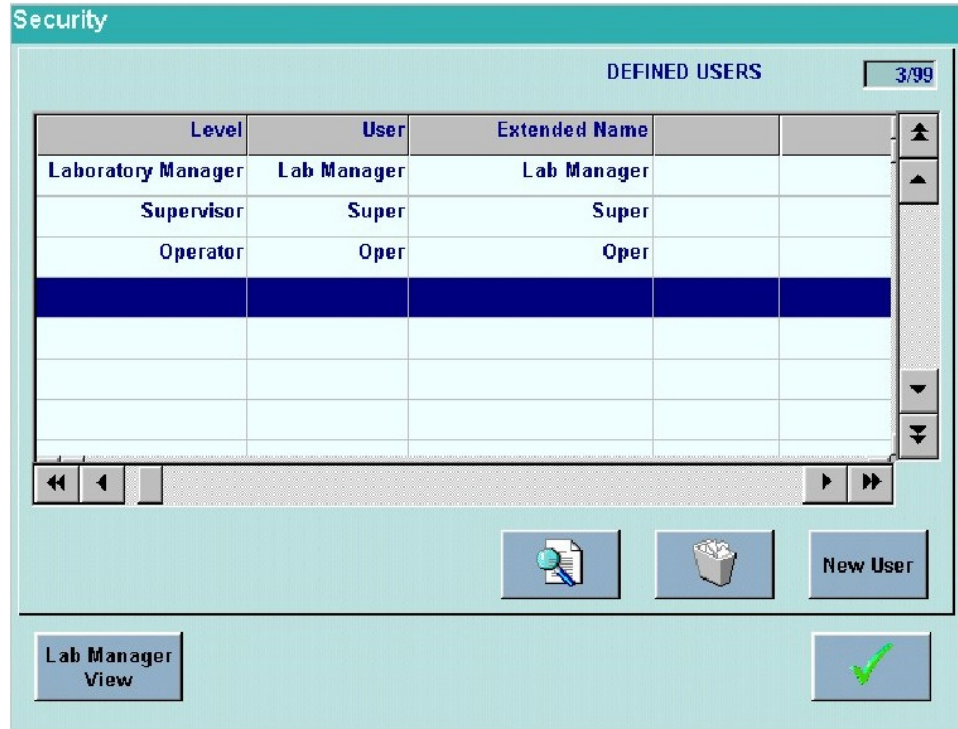 Security
DEFINED USERS 3/99
Level User Extended Name
Laboratory Manager Lab Manager Lab Manager
Supervisor Super Super
Operator Oper Oper
New User
Lab Manager
View